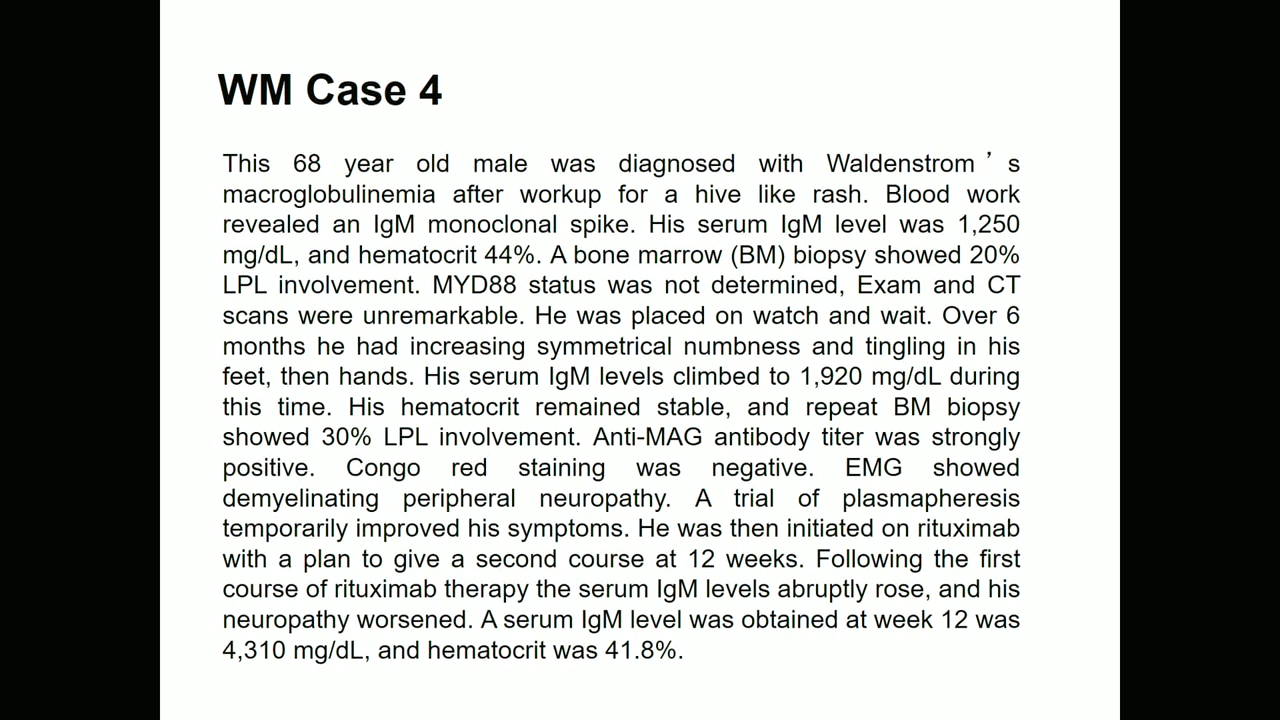 WM Case 4
This 68 year old male was diagnosed with Waldenstrom’s
macroglobulinemia after workup for a hive like rash. Blood work
revealed an IgM monoclonal spike. His serum IgM level was 1,250
mg/dL, and hematocrit 44%. A bone marrow (BM) biopsy showed 20%
LPL involvement. MYD88 status was not determined, Exam and CT
scans were unremarkable. He was placed on watch and wait. Over 6
months he had increasing symmetrical numbness and tingling in his
feet, then hands. His serum IgM levels climbed to 1,920 mg/dL during
this time. His hematocrit remained stable, and repeat BM biopsy
showed 30% LPL involvement. Anti-MAG antibody titer was strongly
positive. Congo red staining was negative. EMG showed
demyelinating peripheral neuropathy. A trial of plasmapheresis
temporarily improved his symptoms. He was then initiated on rituximab
with a plan to give a second course at 12 weeks. Following the first
course of rituximab therapy the serum IgM levels abruptly rose, and his
neuropathy worsened. A serum IgM level was obtained at week 12 was
4,310 mg/dL, and hematocrit was 41.8%.